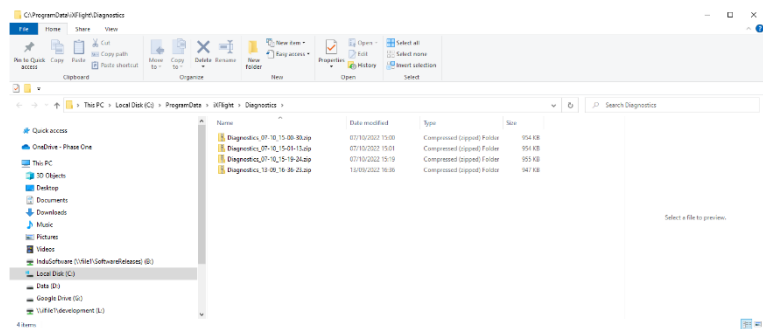 C:\ProgramData\iXFlight\Diagnostics
File Home Share View
Pin to Quick access
Copy
Paste
Cut
Copy path
Paste shortcut
Move to
Copy to
Delete
Rename
New folder
New item
Easy access
Properties
Open
Edit
History
Select all
Select none
Invert selection
Clipboard Organize New Open Select
This PC > Local Disk (C:) > ProgramData > iXFlight > Diagnostics >
Search Diagnostics
Name Date modified Type Size
Quick access
OneDrive - Phase One
This PC
3D Objects
Desktop
Documents
Downloads
Music
Pictures
Videos
InduSoftware (\\file1\SoftwareReleases) (B:)
Local Disk (C:)
Data (D:)
Google Drive (G:)
Diagnostics_07-10_15-00-39.zip 07/10/2022 15:00 Compressed (zipped) Folder 954 KB
Diagnostics_07-10_15-01-13.zip 07/10/2022 15:01 Compressed (zipped) Folder 954 KB
Diagnostics_07-10_15-19-24.zip 07/10/2022 15:19 Compressed (zipped) Folder 955 KB
Diagnostics_13-09_16-36-23.zip 13/09/2022 16:36 Compressed (zipped) Folder 947 KB
Select a file to preview.
4 items